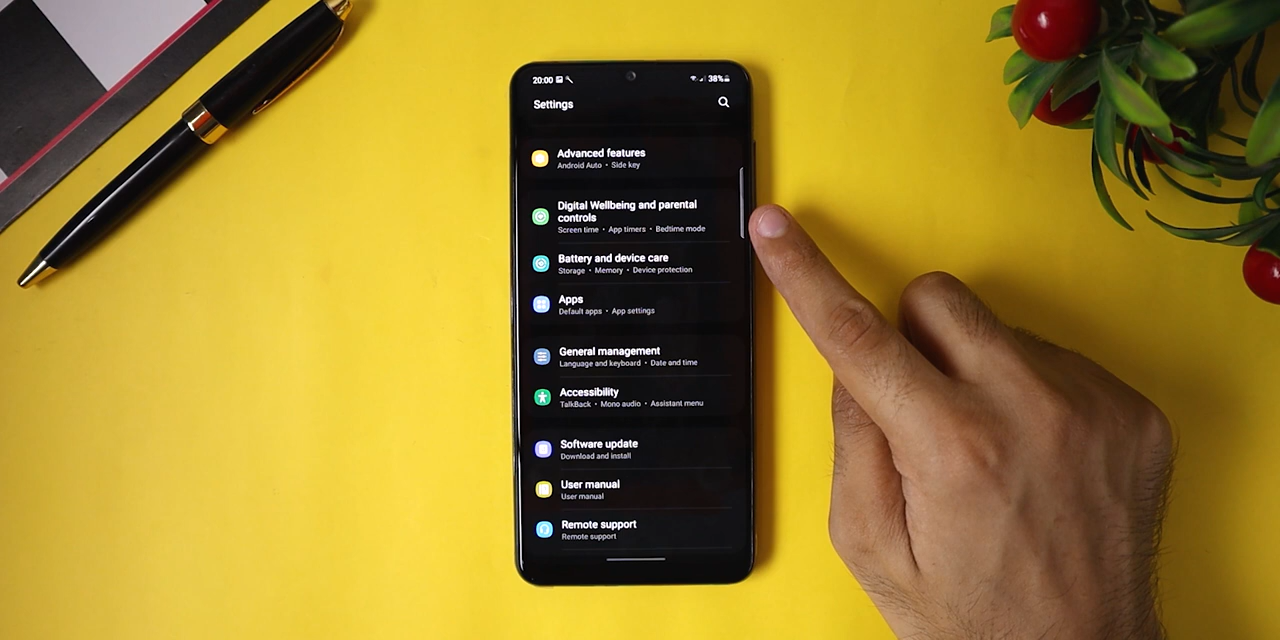 20:00 38%
Settings
Advanced features
Android Auto • Side key
Digital Wellbeing and parental
controls
Screen time • App timers • Bedtime mode
Battery and device care
Storage • Memory • Device protection
Apps
Default apps • App settings
General management
Language and keyboard • Date and time
Accessibility
TalkBack • Mono audio • Assistant menu
Software update
Download and install
User manual
User manual
Remote support
Remote support